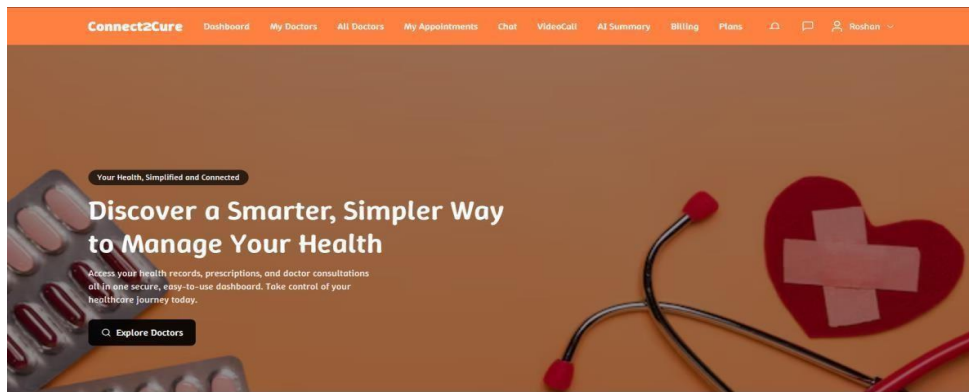 Connect2Cure Dashboard My Doctors All Doctors My Appointments Chat VideoCall AI Summary Billing Plans Roshan
Your Health, Simplified and Connected
Discover a Smarter, Simpler Way
to Manage Your Health
Access your health records, prescriptions, and doctor consultations
all in one secure, easy-to-use dashboard. Take control of your
healthcare journey today.
Explore Doctors